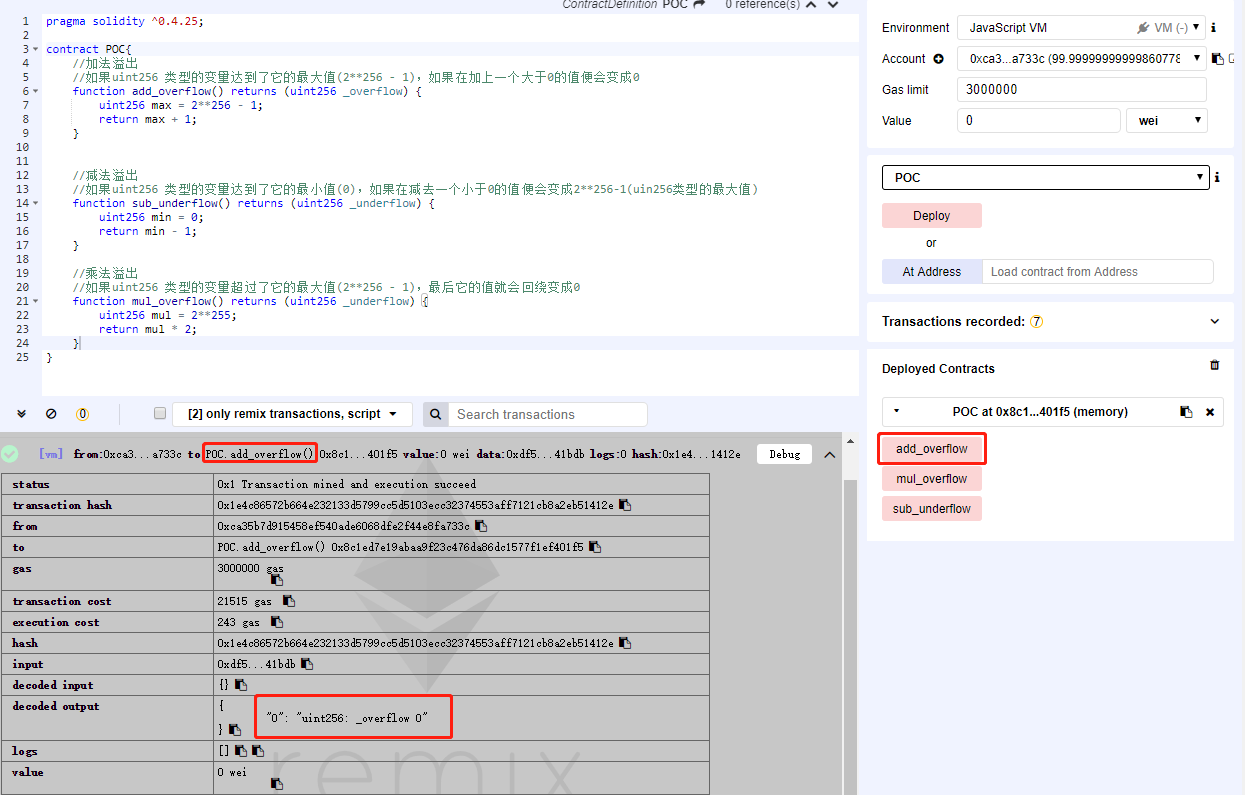 ContractDefinition POC 0 reference(s)
1 pragma solidity ^0.4.25;
2
3 contract POC{
4 //加法溢出
5 //如果uint256 类型的变量达到了它的最大值(2**256 - 1)，如果在加上一个大于0的值便会变成0
6 function add_overflow() returns (uint256 _overflow) {
7 uint256 max = 2**256 - 1;
8 return max + 1;
9 }
10
11
12 //减法溢出
13 //如果uint256 类型的变量达到了它的最小值(0)，如果在减去一个小于0的值便会变成2**256-1(uin256类型的最大值)
14 function sub_underflow() returns (uint256 _underflow) {
15 uint256 min = 0;
16 return min - 1;
17 }
18
19 //乘法溢出
20 //如果uint256 类型的变量超过了它的最大值(2**256 - 1)，最后它的值就会回绕变成0
21 function mul_overflow() returns (uint256 _underflow) {
22 uint256 mul = 2**255;
23 return mul * 2;
24 }
25 }
0 [2] only remix transactions, script Search transactions
[vm] from:0xca3...a733c to POC.add_overflow() 0x8c1...401f5 value:0 wei data:0xdf5...41bdb logs:0 hash:0x1e4...1412e Debug
status 0x1 Transaction mined and execution succeed
transaction hash 0x1e4c86572b664e232133d5799cc5d5103ecc32374553aff7121cb8a2eb51412e
from 0xca35b7d915458ef540ade6068dfe2f44e8fa733c
to POC.add_overflow() 0x8c1ed7e19abaa9f23c476da86dc1577f1ef401f5
gas 3000000 gas
transaction cost 21515 gas
execution cost 243 gas
hash 0x1e4c86572b664e232133d5799cc5d5103ecc32374553aff7121cb8a2eb51412e
input 0xdf5...41bdb
decoded input {}
decoded output {
"0": "uint256: _overflow 0"
}
logs []
value 0 wei
remix
Environment JavaScript VM VM (-)
Account 0xca3...a733c (99.99999999999860778
Gas limit 3000000
Value 0 wei
POC
Deploy
or
At Address Load contract from Address
Transactions recorded: 7
Deployed Contracts
POC at 0x8c1...401f5 (memory)
add_overflow
mul_overflow
sub_underflow